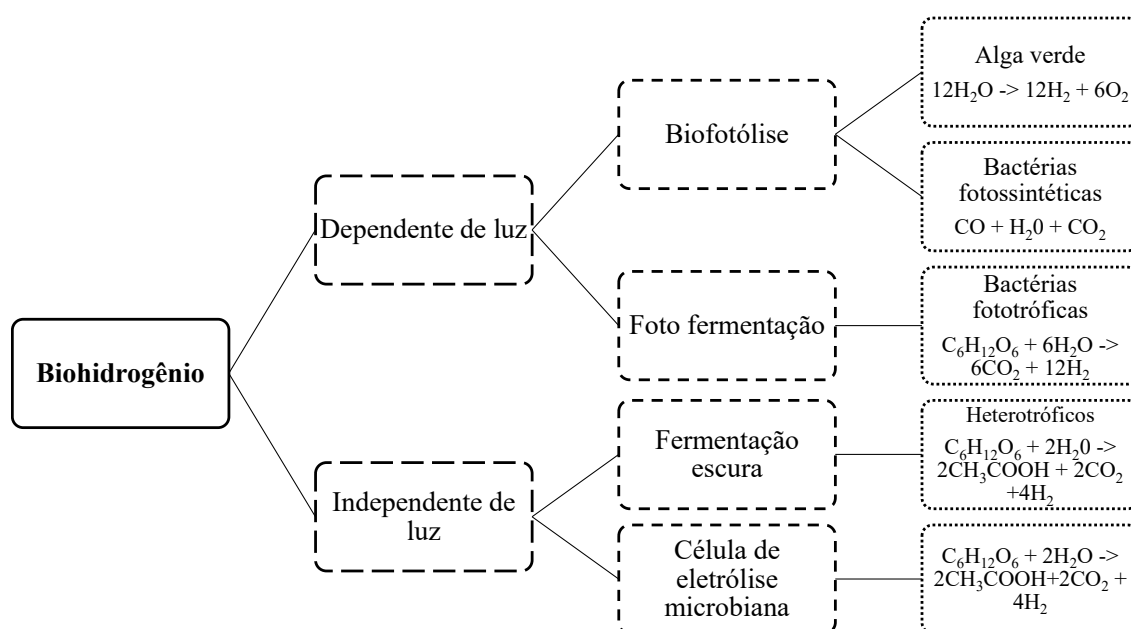 Biohidrogênio
Dependente de luz
Biofotólise
Alga verde
12H₂O -> 12H₂ + 6O₂
Bactérias
fotossintéticas
CO + H₂0 + CO₂
Foto fermentação
Bactérias
fototróficas
C₆H₁₂O₆ + 6H₂O ->
6CO₂ + 12H₂
Independente de
luz
Fermentação
escura
Heterotróficos
C₆H₁₂O₆ + 2H₂0 ->
2CH₃COOH + 2CO₂
+4H₂
Célula de
eletrólise
microbiana
C₆H₁₂O₆ + 2H₂O ->
2CH₃COOH+2CO₂ +
4H₂